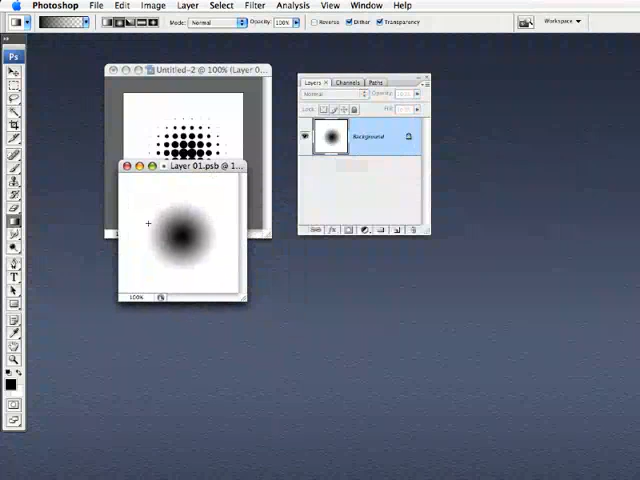 Photoshop File Edit Image Layer Select Filter Analysis View Window Help
Mode: Normal Opacity: 100% Reverse Dither Transparency Workspace
Ps
Untitled-2 @ 100% (Layer 0...
Layers Channels Paths
Normal Opacity:
Lock: Fill:
Background
Layer 01.psb @ 1...
100%
T